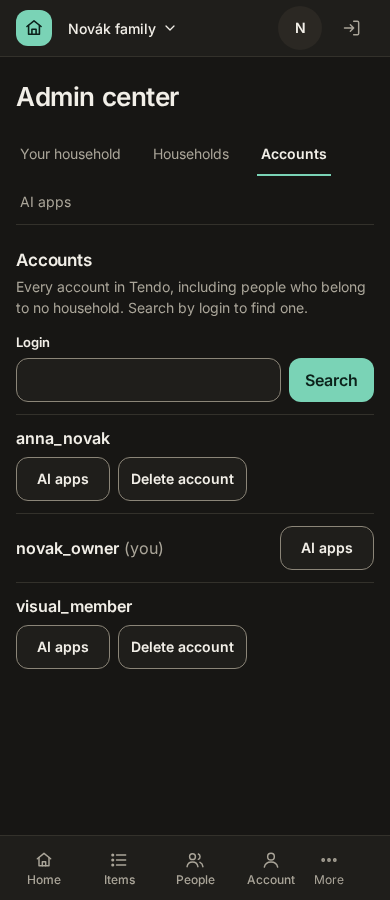 Novák family
N
Admin center
Your household
Households
Accounts
AI apps
Accounts
Every account in Tendo, including people who belong
to no household. Search by login to find one.
Login
Search
anna_novak
AI apps
Delete account
novak_owner (you)
AI apps
visual_member
AI apps
Delete account
Home
Items
People
Account
More